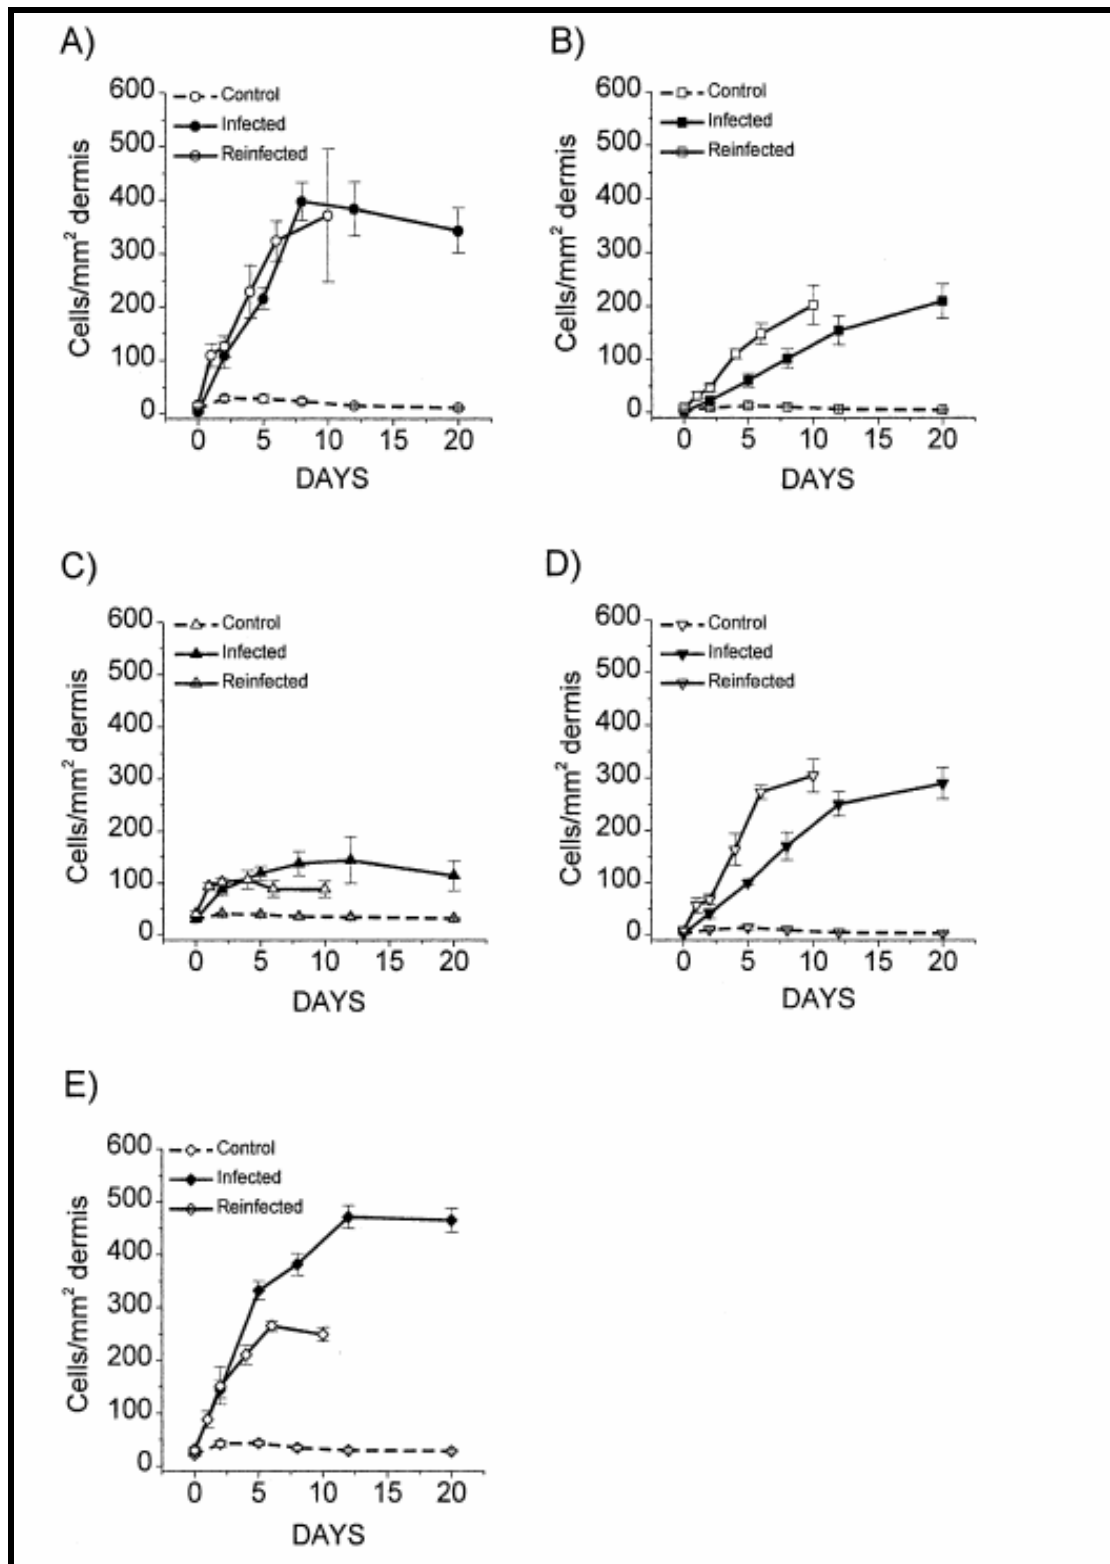 A)
600
500
400
300
200
100
0
Cells/mm² dermis
Control
Infected
Reinfected
0 5 10 15 20
DAYS
B)
600
500
400
300
200
100
0
Cells/mm² dermis
Control
Infected
Reinfected
0 5 10 15 20
DAYS
C)
600
500
400
300
200
100
0
Cells/mm² dermis
Control
Infected
Reinfected
0 5 10 15 20
DAYS
D)
600
500
400
300
200
100
0
Cells/mm² dermis
Control
Infected
Reinfected
0 5 10 15 20
DAYS
E)
600
500
400
300
200
100
0
Cells/mm² dermis
Control
Infected
Reinfected
0 5 10 15 20
DAYS